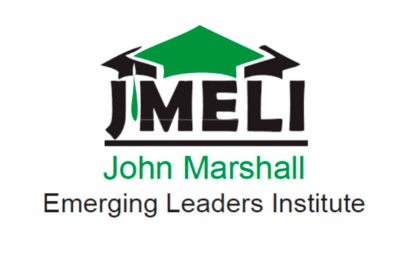 JMELI
John Marshall
Emerging Leaders Institute